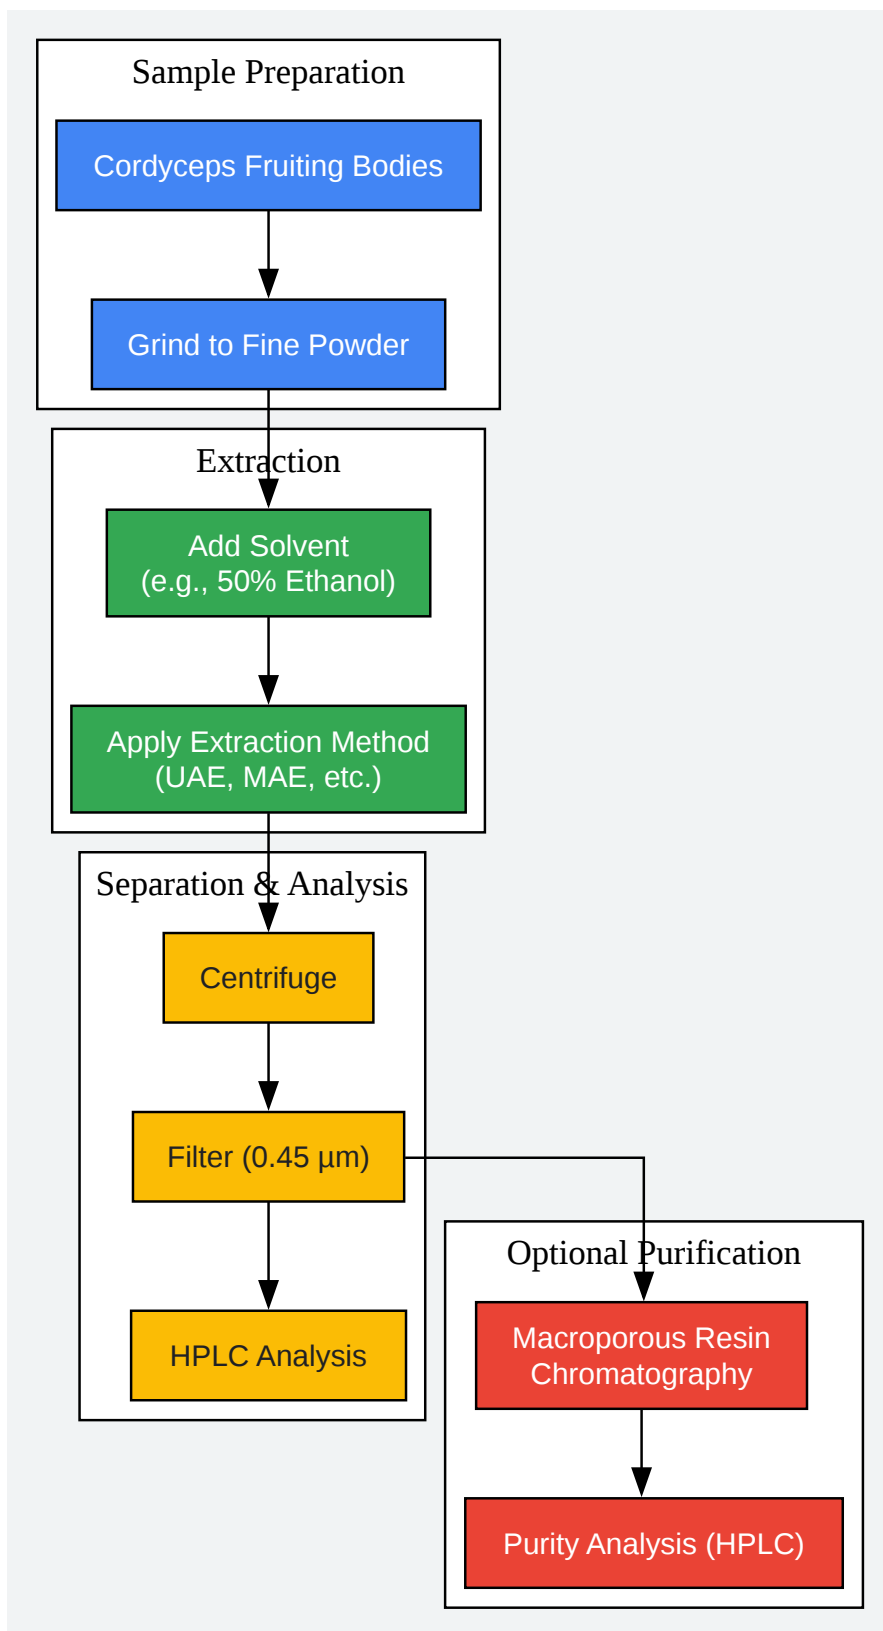 Sample Preparation
Cordyceps Fruiting Bodies
Grind to Fine Powder
Extraction
Add Solvent
(e.g., 50% Ethanol)
Apply Extraction Method
(UAE, MAE, etc.)
Separation & Analysis
Centrifuge
Filter (0.45 µm)
HPLC Analysis
Optional Purification
Macroporous Resin
Chromatography
Purity Analysis (HPLC)